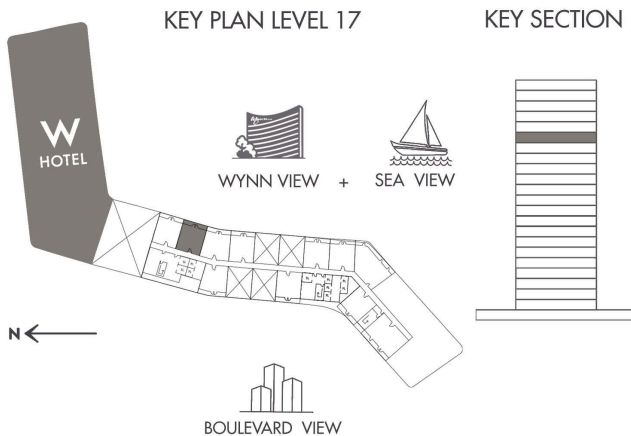 KEY PLAN LEVEL 17
KEY SECTION
W
HOTEL
WYNN VIEW + SEA VIEW
N
BOULEVARD VIEW